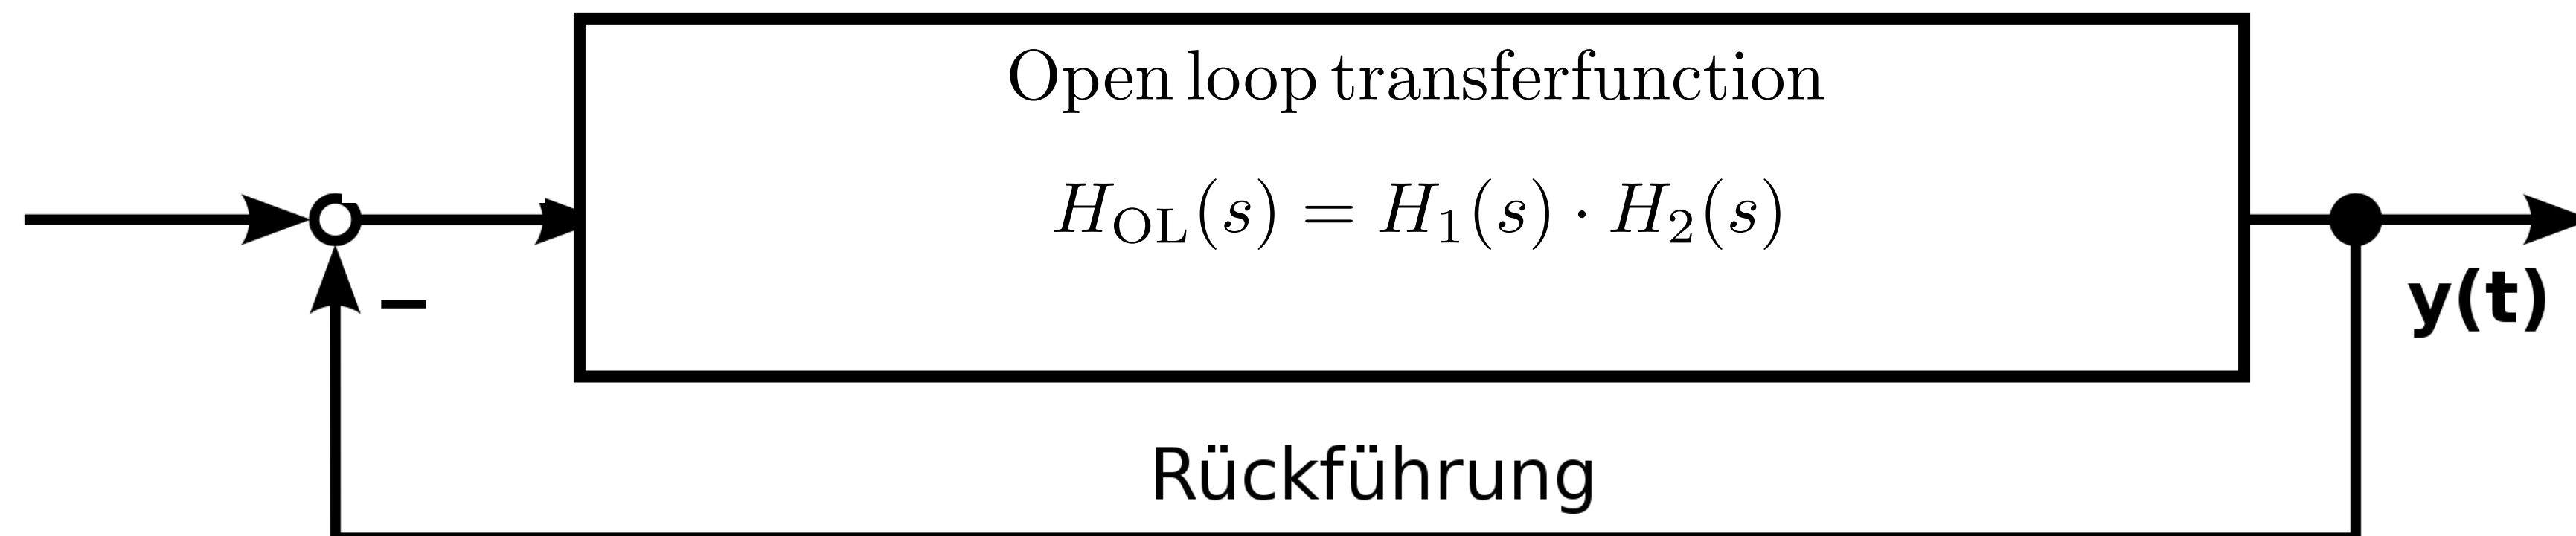 Open loop transferfunction
H_OL(s) = H_1(s) · H_2(s)
–
y(t)
Rückführung